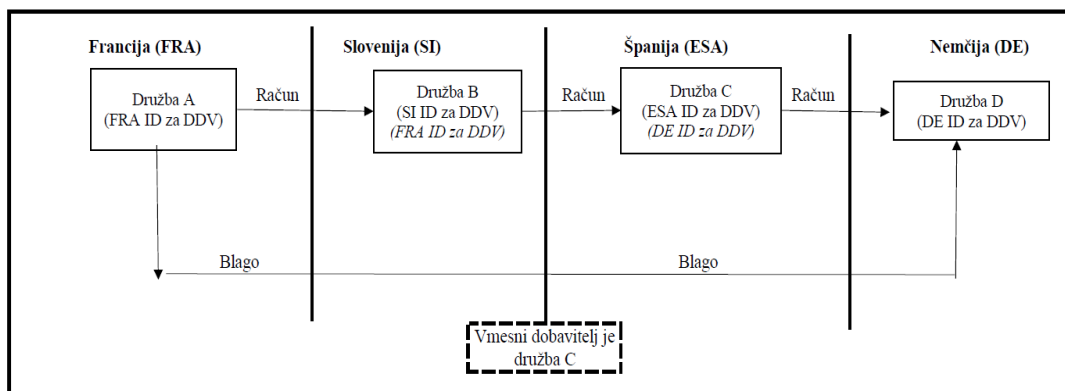 Francija (FRA)
Slovenija (SI)
Španija (ESA)
Nemčija (DE)
Družba A
(FRA ID za DDV)
Račun
Družba B
(SI ID za DDV)
(FRA ID za DDV)
Račun
Družba C
(ESA ID za DDV)
(DE ID za DDV)
Račun
Družba D
(DE ID za DDV)
Blago
Blago
Vmesni dobavitelj je
družba C